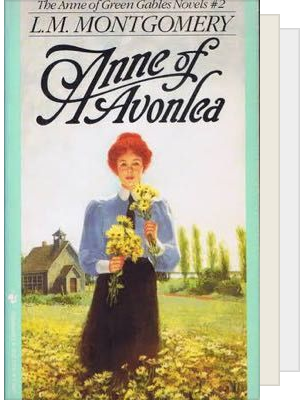 The Anne of Green Gables Novels #2
L.M. MONTGOMERY
Anne of
Avonlea